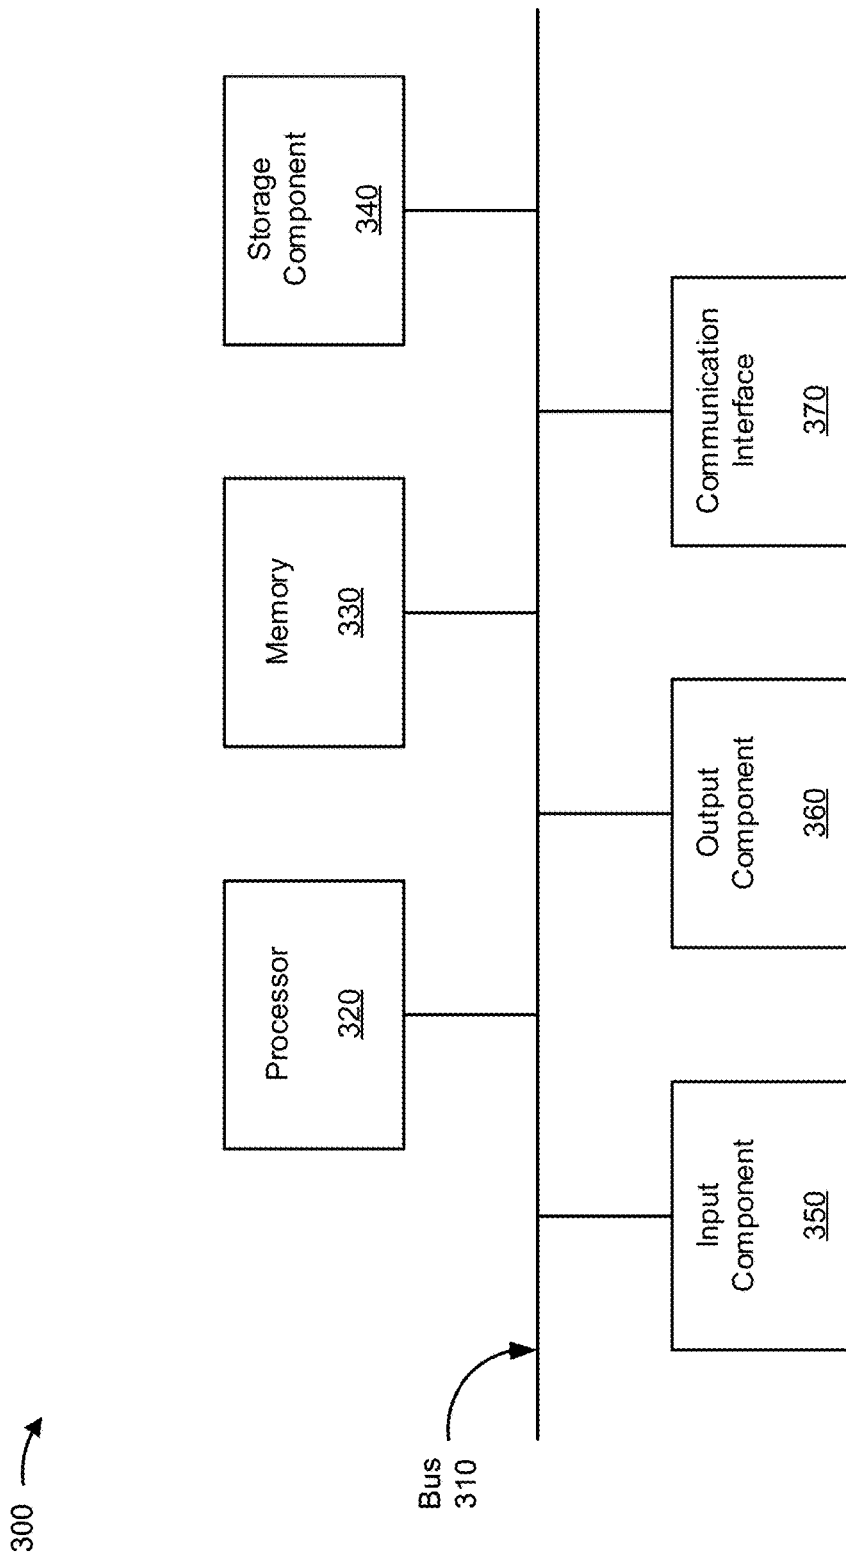 300
Bus
310
Processor
320
Memory
330
Storage
Component
340
Input
Component
350
Output
Component
360
Communication
Interface
370